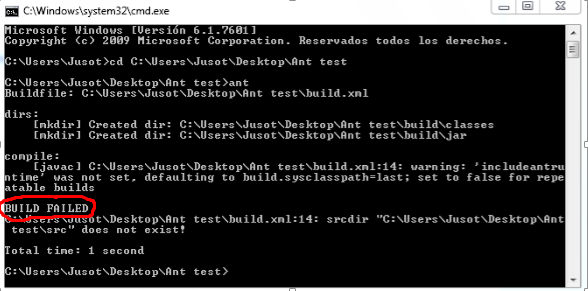 C:\Windows\system32\cmd.exe
Microsoft Windows [Versión 6.1.7601]
Copyright (c) 2009 Microsoft Corporation. Reservados todos los derechos.
C:\Users\Jusot>cd C:\Users\Jusot\Desktop\Ant test
C:\Users\Jusot\Desktop\Ant test>ant
Buildfile: C:\Users\Jusot\Desktop\Ant test\build.xml
dirs:
[mkdir] Created dir: C:\Users\Jusot\Desktop\Ant test\build\classes
[mkdir] Created dir: C:\Users\Jusot\Desktop\Ant test\build\jar
compile:
[javac] C:\Users\Jusot\Desktop\Ant test\build.xml:14: warning: 'includeantru
ntime' was not set, defaulting to build.sysclasspath=last; set to false for repe
atable builds
BUILD FAILED
C:\Users\Jusot\Desktop\Ant test\build.xml:14: srcdir "C:\Users\Jusot\Desktop\Ant
test\src" does not exist!
Total time: 1 second
C:\Users\Jusot\Desktop\Ant test>